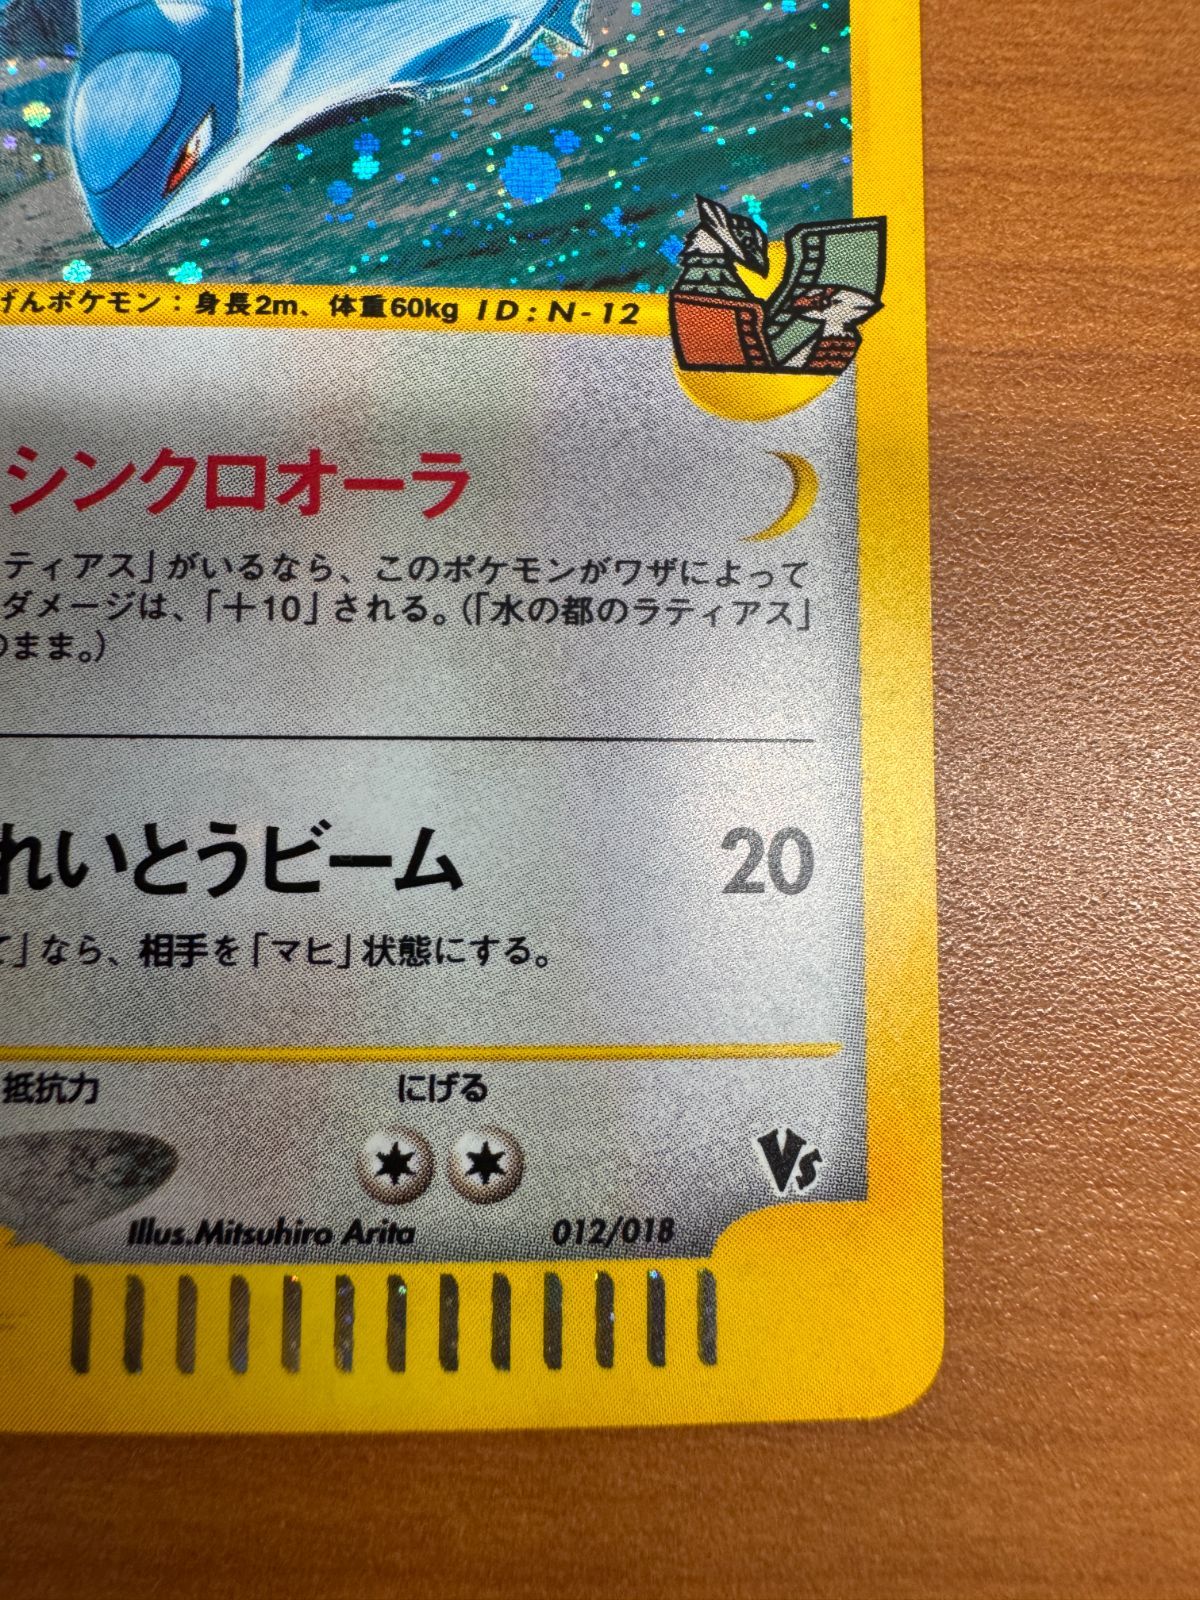 げんポケモン：身長2m、体重60kg ID:N-12
シンクロオーラ
ティアス」がいるなら、このポケモンがワザによって
ダメージは、「＋10」される。(「水の都のラティアス」
のまま。)
れいとうビーム 20
て」なら、相手を「マヒ」状態にする。
抵抗力 にげる
Vs
Illus.Mitsuhiro Arita 012/018